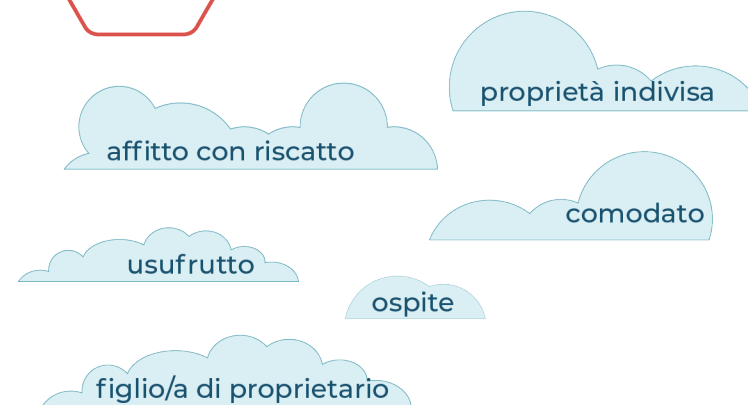 proprietà indivisa
affitto con riscatto
comodato
usufrutto
ospite
figlio/a di proprietario